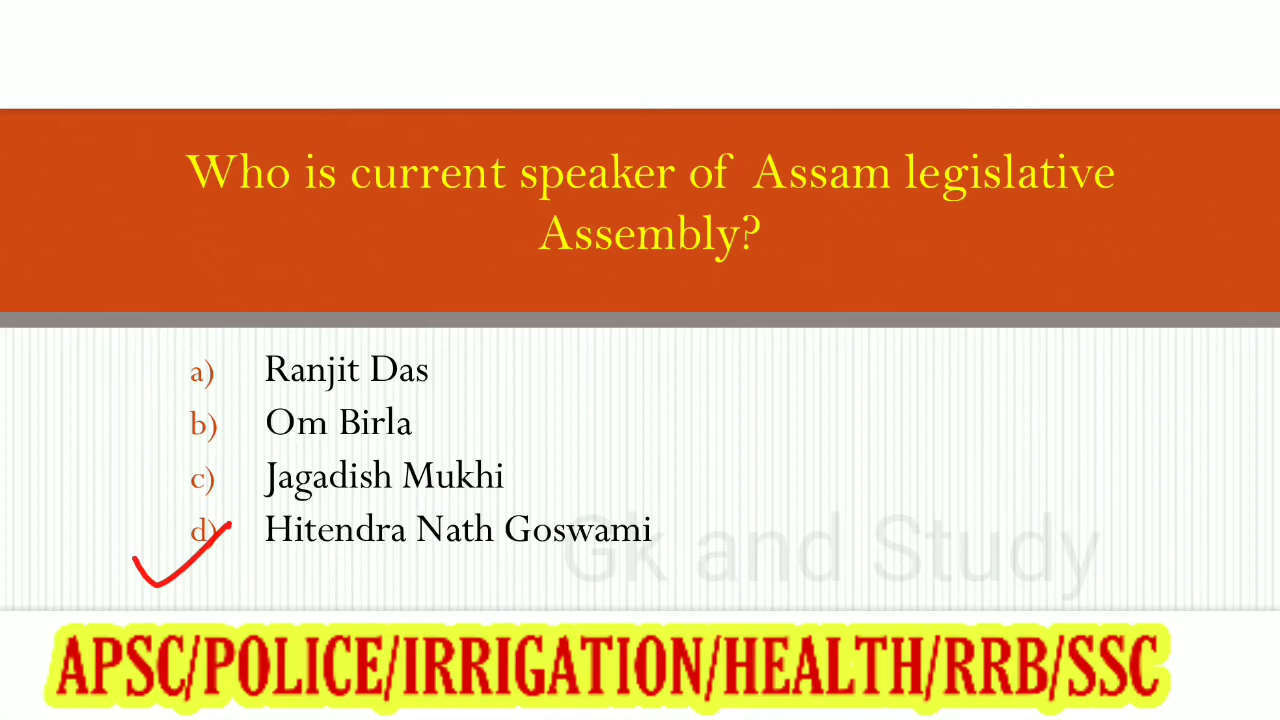 Who is current speaker of Assam legislative
Assembly?
a) Ranjit Das
b) Om Birla
c) Jagadish Mukhi
d) Hitendra Nath Goswami
Gk and Study
APSC/POLICE/IRRIGATION/HEALTH/RRB/SSC